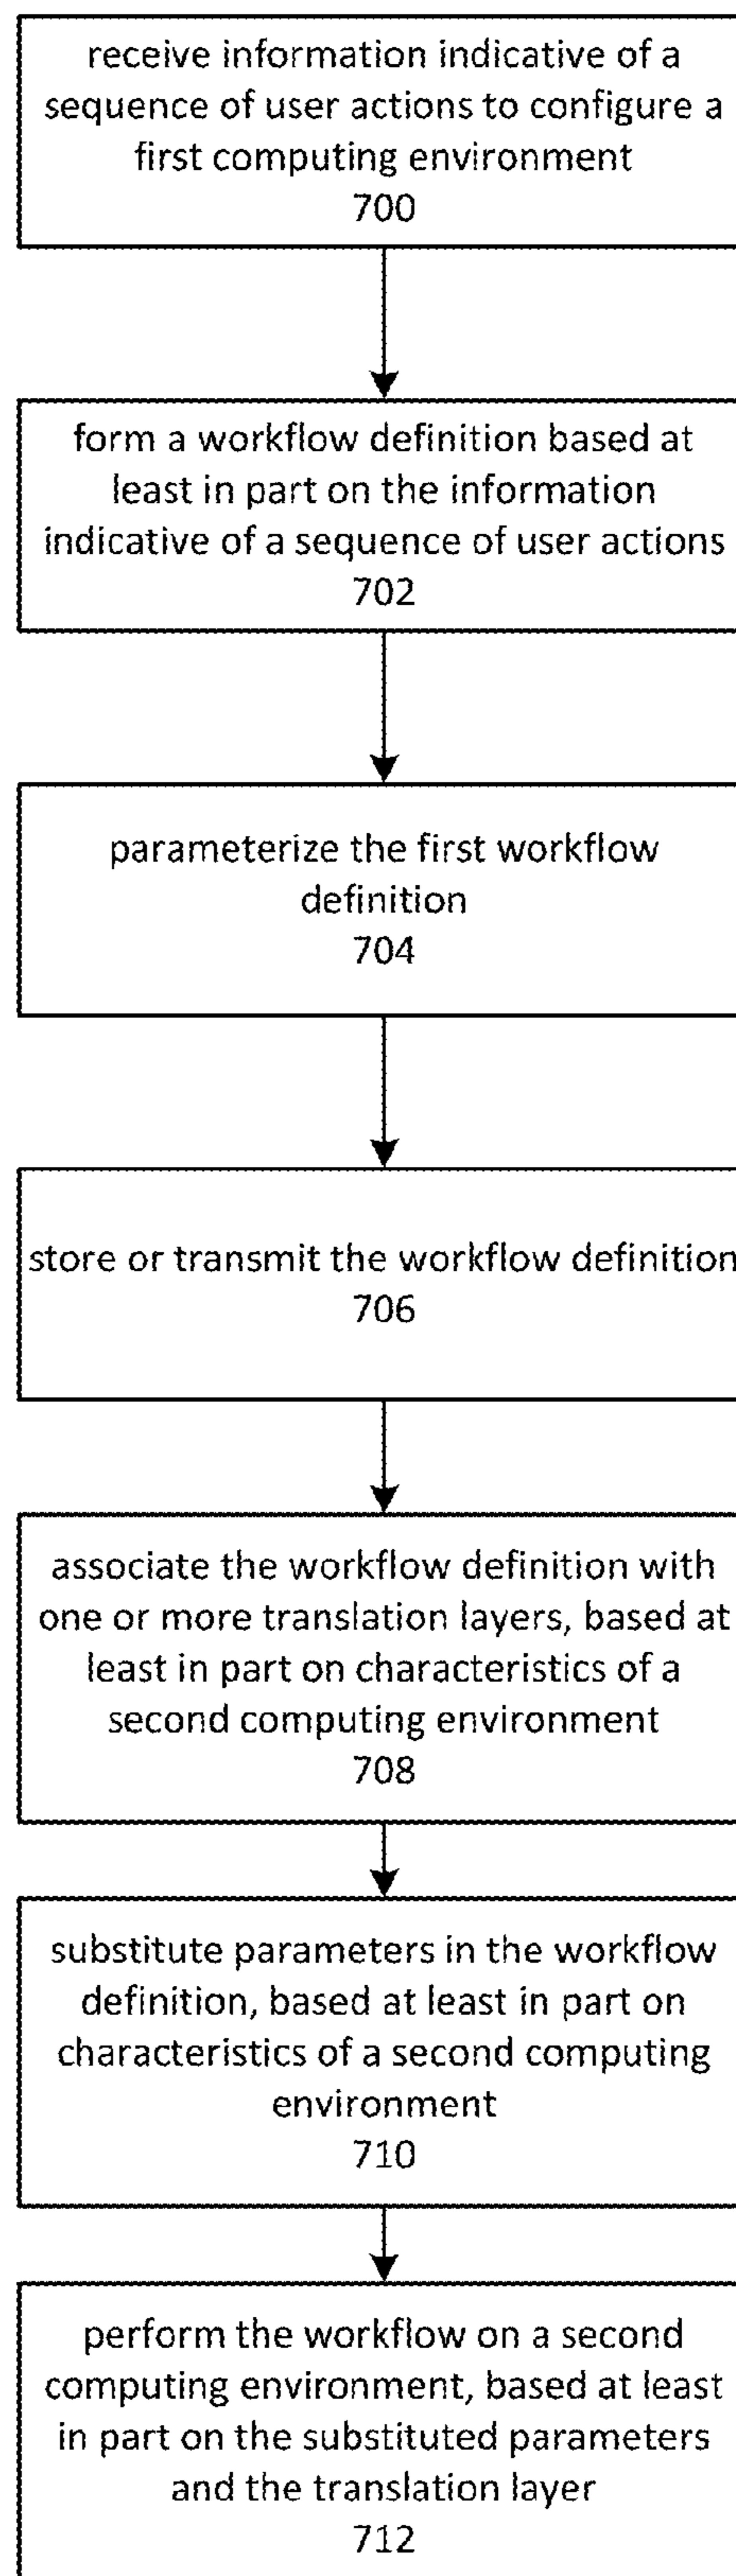 receive information indicative of a
sequence of user actions to configure a
first computing environment
700
form a workflow definition based at
least in part on the information
indicative of a sequence of user actions
702
parameterize the first workflow
definition
704
store or transmit the workflow definition
706
associate the workflow definition with
one or more translation layers, based at
least in part on characteristics of a
second computing environment
708
substitute parameters in the workflow
definition, based at least in part on
characteristics of a second computing
environment
710
perform the workflow on a second
computing environment, based at least
in part on the substituted parameters
and the translation layer
712